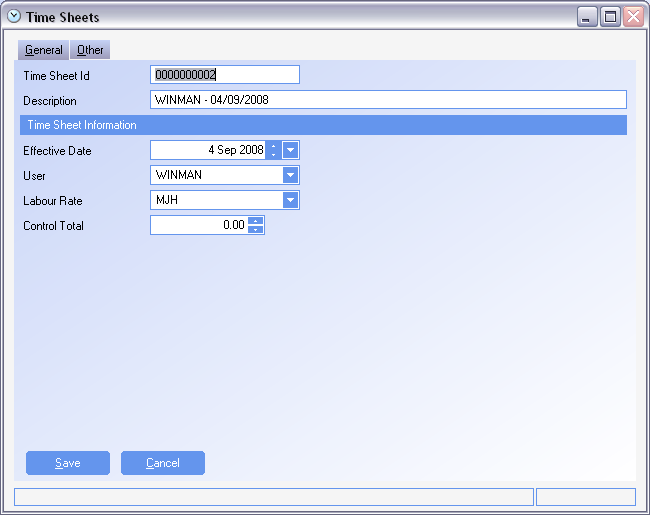 Time Sheets
General Other
Time Sheet Id 0000000002
Description WINMAN - 04/09/2008
Time Sheet Information
Effective Date 4 Sep 2008
User WINMAN
Labour Rate MJH
Control Total 0.00
Save Cancel